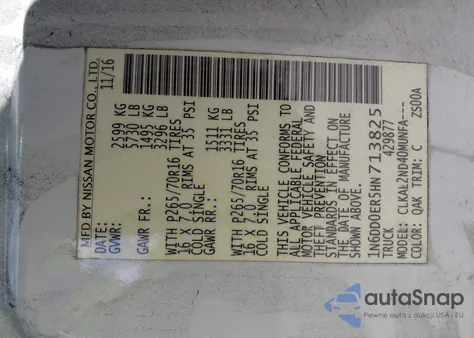 MFD BY NISSAN MOTOR CO., LTD.
DATE: 11/16
GVWR: 2599 KG
5730 LB
GAWR FR.: 1495 KG
3296 LB
WITH P265/70R16 TIRES
16 X 7.0 RIMS AT 35 PSI
COLD SINGLE
GAWR RR.: 1511 KG
3331 LB
WITH P265/70R16 TIRES
16 X 7.0 RIMS AT 35 PSI
COLD SINGLE
THIS VEHICLE CONFORMS TO
ALL APPLICABLE FEDERAL
MOTOR VEHICLE SAFETY AND
THEFT PREVENTION
STANDARDS IN EFFECT ON
THE DATE OF MANUFACTURE
SHOWN ABOVE.
1N6DD0ER5HN713825
TRUCK 429877
MODEL: CLKAL2ND4DMUNFA---
COLOR: QAK TRIM: C ZS00A
autaSnap
Pewne auto z aukcji USA i EU